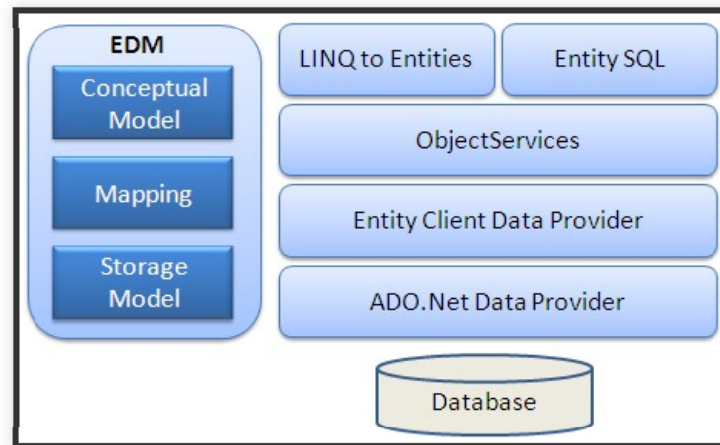 EDM
Conceptual
Model
Mapping
Storage
Model
LINQ to Entities
Entity SQL
ObjectServices
Entity Client Data Provider
ADO.Net Data Provider
Database